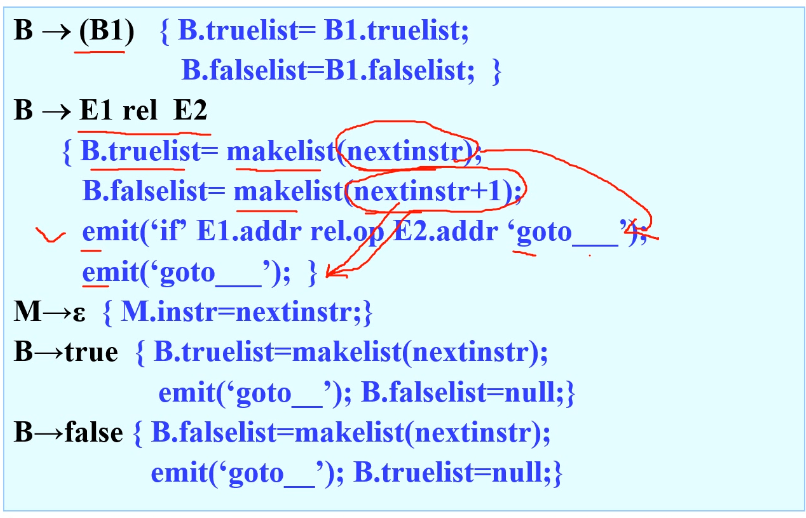 B → (B1) { B.truelist= B1.truelist;
B.falselist=B1.falselist; }
B → E1 rel E2
{ B.truelist= makelist(nextinstr);
B.falselist= makelist(nextinstr+1);
emit(‘if’ E1.addr rel.op E2.addr ‘goto___’);
emit(‘goto___’); }
M→ε { M.instr=nextinstr;}
B→true { B.truelist=makelist(nextinstr);
emit(‘goto__’); B.falselist=null;}
B→false { B.falselist=makelist(nextinstr);
emit(‘goto__’); B.truelist=null;}